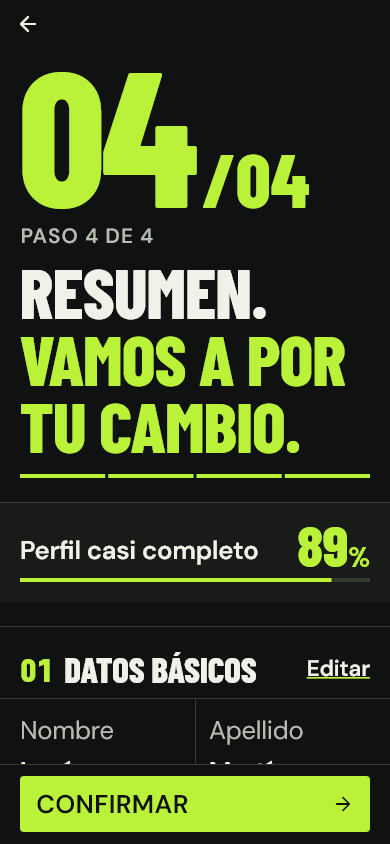 04/04
PASO 4 DE 4
RESUMEN.
VAMOS A POR
TU CAMBIO.
Perfil casi completo 89%
01 DATOS BÁSICOS Editar
Nombre Apellido
CONFIRMAR